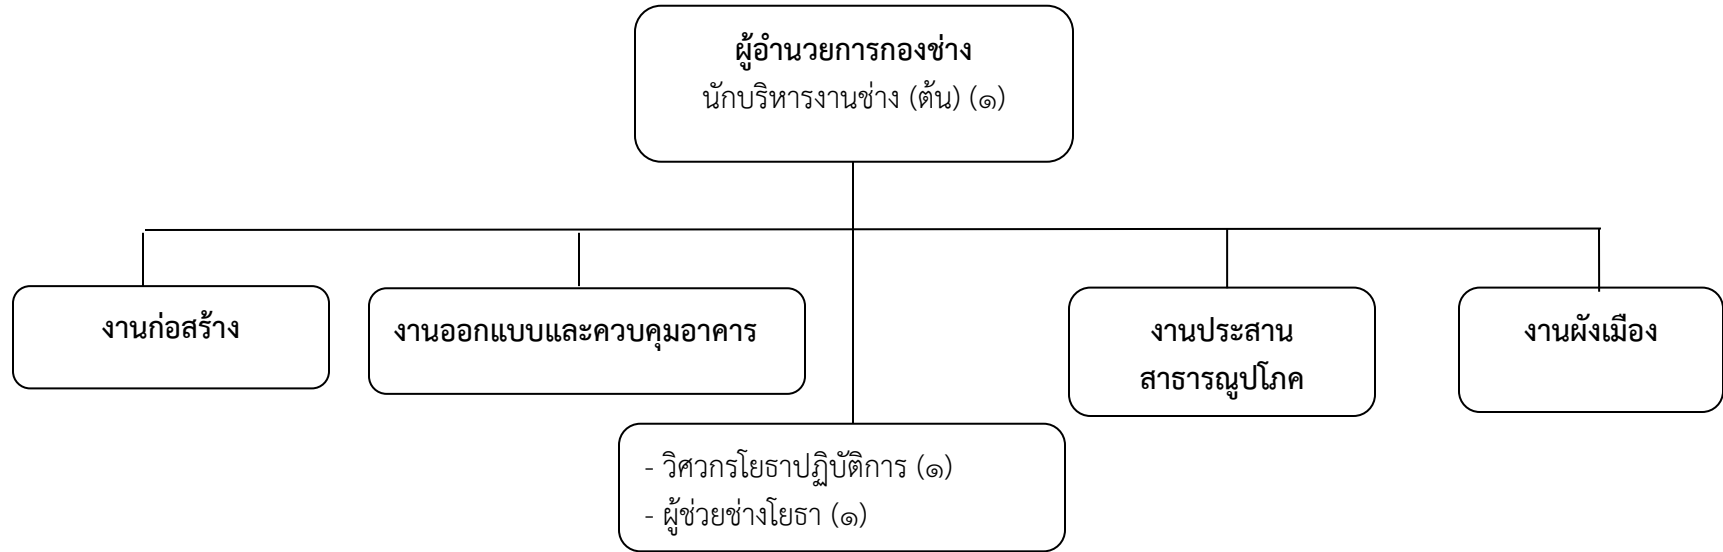 ผู้อำนวยการกองช่าง
นักบริหารงานช่าง (ต้น) (๑)
งานก่อสร้าง
งานออกแบบและควบคุมอาคาร
งานประสาน
สาธารณูปโภค
งานผังเมือง
- วิศวกรโยธาปฏิบัติการ (๑)
- ผู้ช่วยช่างโยธา (๑)